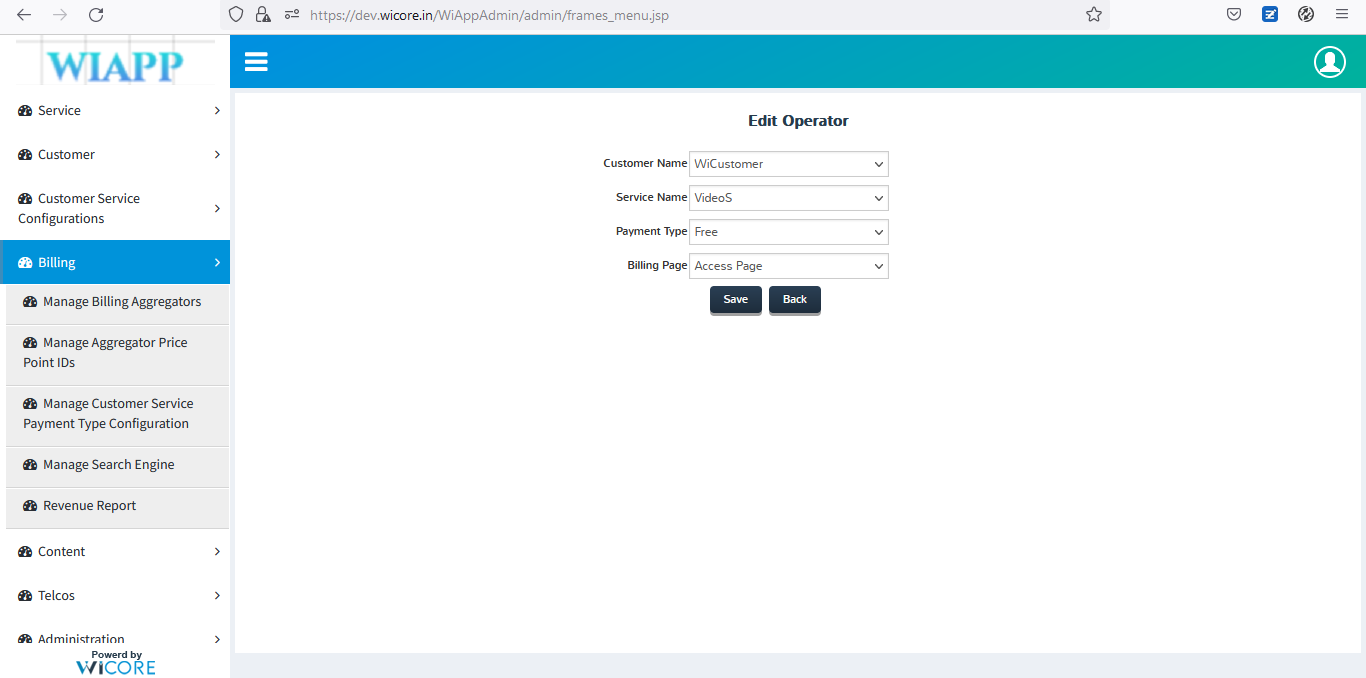 https://dev.wicore.in/WiAppAdmin/admin/frames_menu.jsp
WIAPP
Service
Customer
Customer Service
Configurations
Billing
Manage Billing Aggregators
Manage Aggregator Price
Point IDs
Manage Customer Service
Payment Type Configuration
Manage Search Engine
Revenue Report
Content
Telcos
Administration
Powerd by
WiCORE
Edit Operator
Customer Name WiCustomer
Service Name VideoS
Payment Type Free
Billing Page Access Page
Save Back